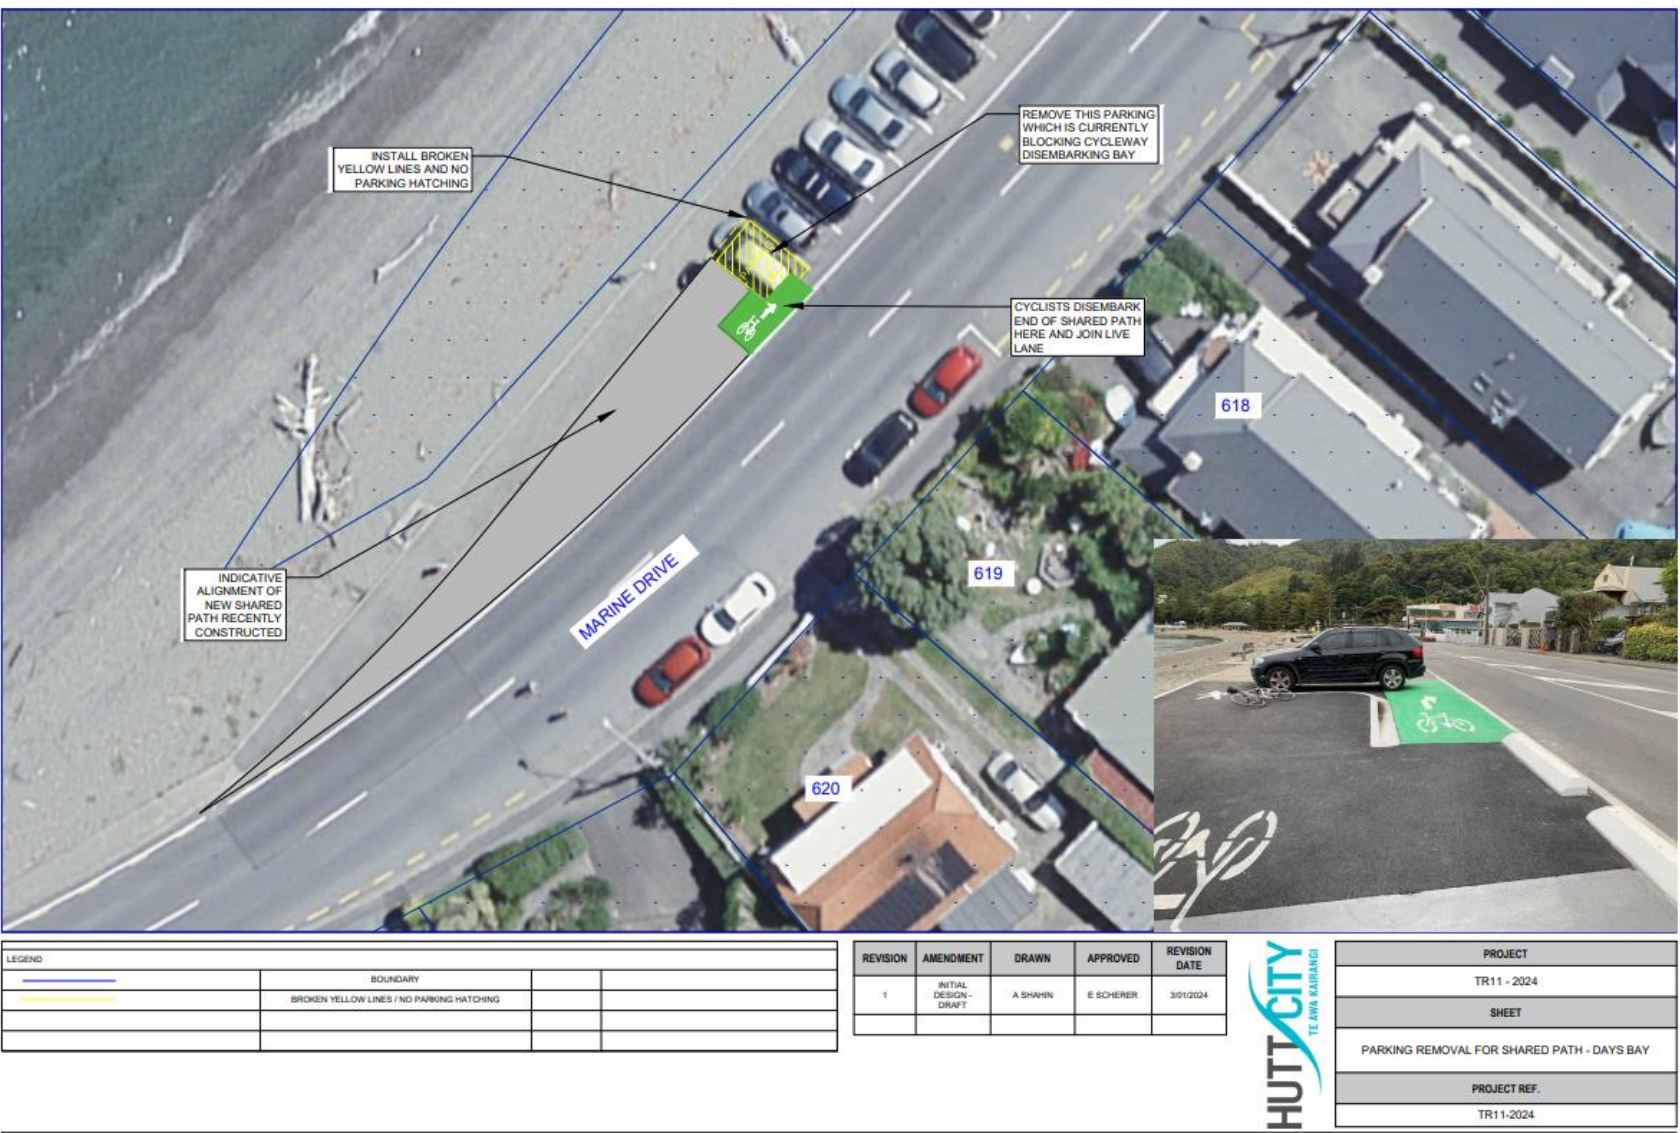 INSTALL BROKEN
YELLOW LINES AND NO
PARKING HATCHING
REMOVE THIS PARKING
WHICH IS CURRENTLY
BLOCKING CYCLEWAY
DISEMBARKING BAY
CYCLISTS DISEMBARK
END OF SHARED PATH
HERE AND JOIN LIVE
LANE
618
INDICATIVE
ALIGNMENT OF
NEW SHARED
PATH RECENTLY
CONSTRUCTED
MARINE DRIVE
619
620
LEGEND
BOUNDARY
BROKEN YELLOW LINES / NO PARKING HATCHING
REVISION AMENDMENT DRAWN APPROVED REVISION DATE
1 INITIAL DESIGN - DRAFT A SHAHIN E SCHERER 3/01/2024
HUTT CITY
TE AWA KAIRANGI
PROJECT
TR11 - 2024
SHEET
PARKING REMOVAL FOR SHARED PATH - DAYS BAY
PROJECT REF.
TR11-2024